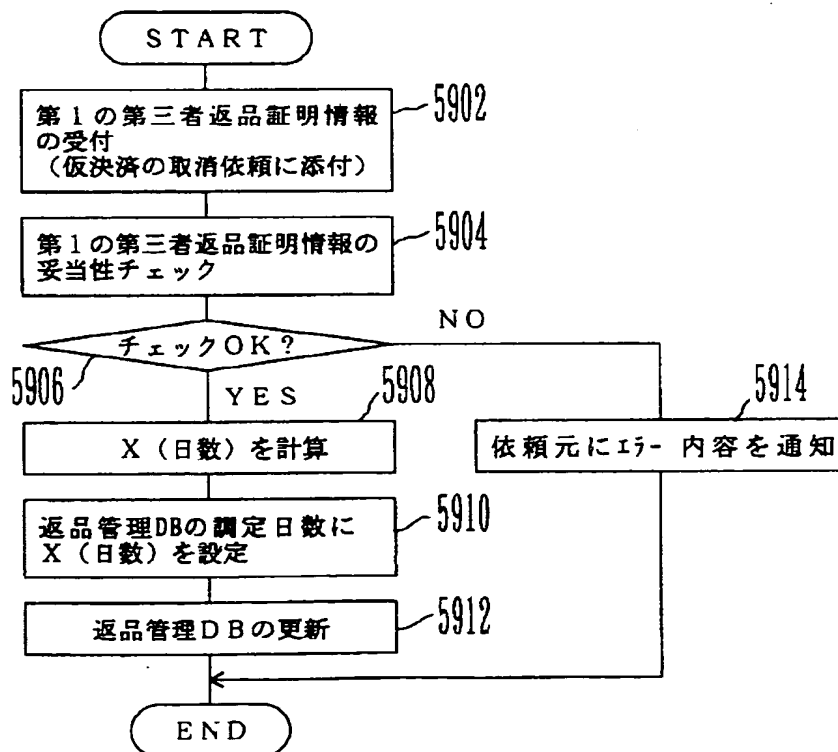 START
第1の第三者返品証明情報
の受付
(仮決済の取消依頼に添付)
5902
第1の第三者返品証明情報の
妥当性チェック
5904
チェックOK?
NO
5906
YES
5908
5914
X(日数)を計算
依頼元にエラー内容を通知
返品管理DBの調定日数に
X(日数)を設定
5910
返品管理DBの更新
5912
END